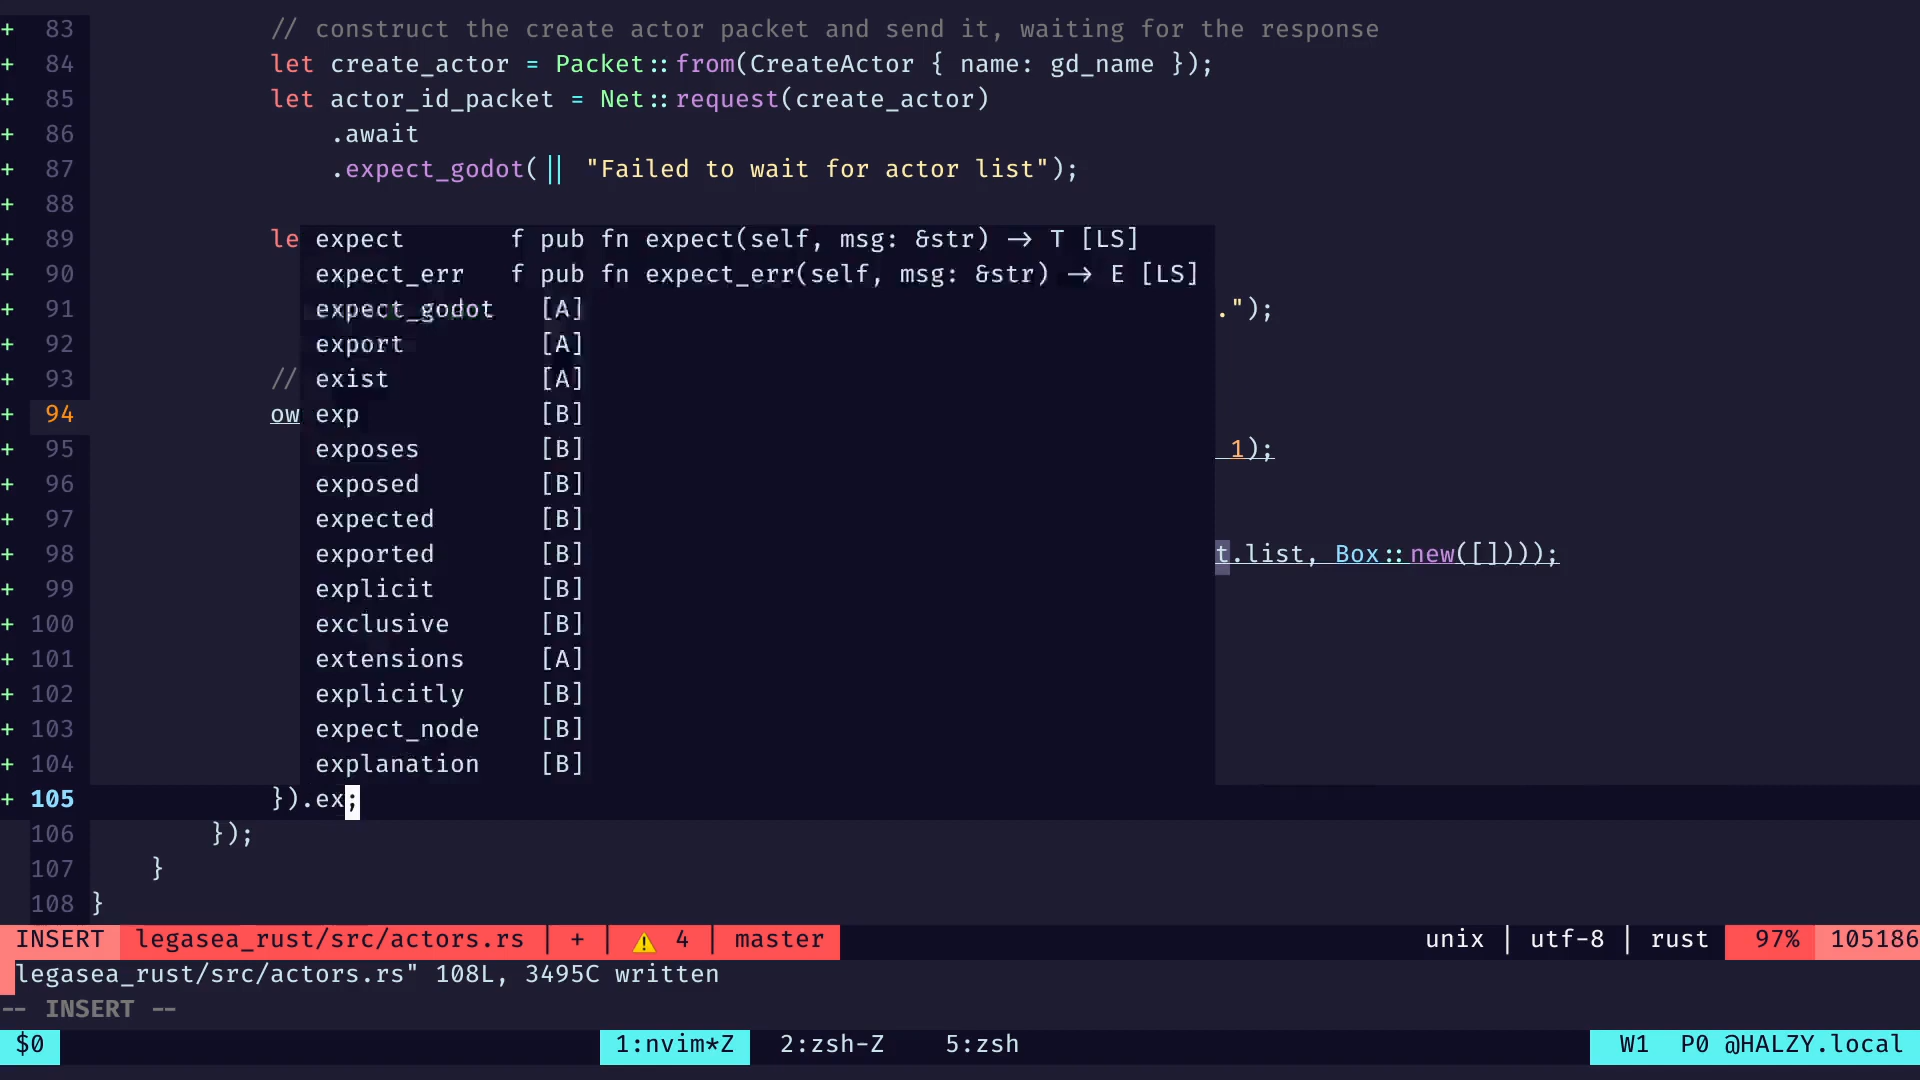 + 83 // construct the create actor packet and send it, waiting for the response
+ 84 let create_actor = Packet::from(CreateActor { name: gd_name });
+ 85 let actor_id_packet = Net::request(create_actor)
+ 86 .await
+ 87 .expect_godot(|| "Failed to wait for actor list");
+ 88
+ 89 le expect f pub fn expect(self, msg: &str) -> T [LS]
+ 90 expect_err f pub fn expect_err(self, msg: &str) -> E [LS]
+ 91 expect_godot [A] .");
+ 92 export [A]
+ 93 // exist [A]
+ 94 ow exp [B]
+ 95 exposes [B] 1);
+ 96 exposed [B]
+ 97 expected [B]
+ 98 exported [B] t.list, Box::new([])));
+ 99 explicit [B]
+ 100 exclusive [B]
+ 101 extensions [A]
+ 102 explicitly [B]
+ 103 expect_node [B]
+ 104 explanation [B]
+ 105 }).ex;
106 });
107 }
108 }
INSERT legasea_rust/src/actors.rs | + | ⚠ 4 | master unix | utf-8 | rust 97% 105186
legasea_rust/src/actors.rs" 108L, 3495C written
-- INSERT --
$0 1:nvim*Z 2:zsh-Z 5:zsh W1 P0 @HALZY.local